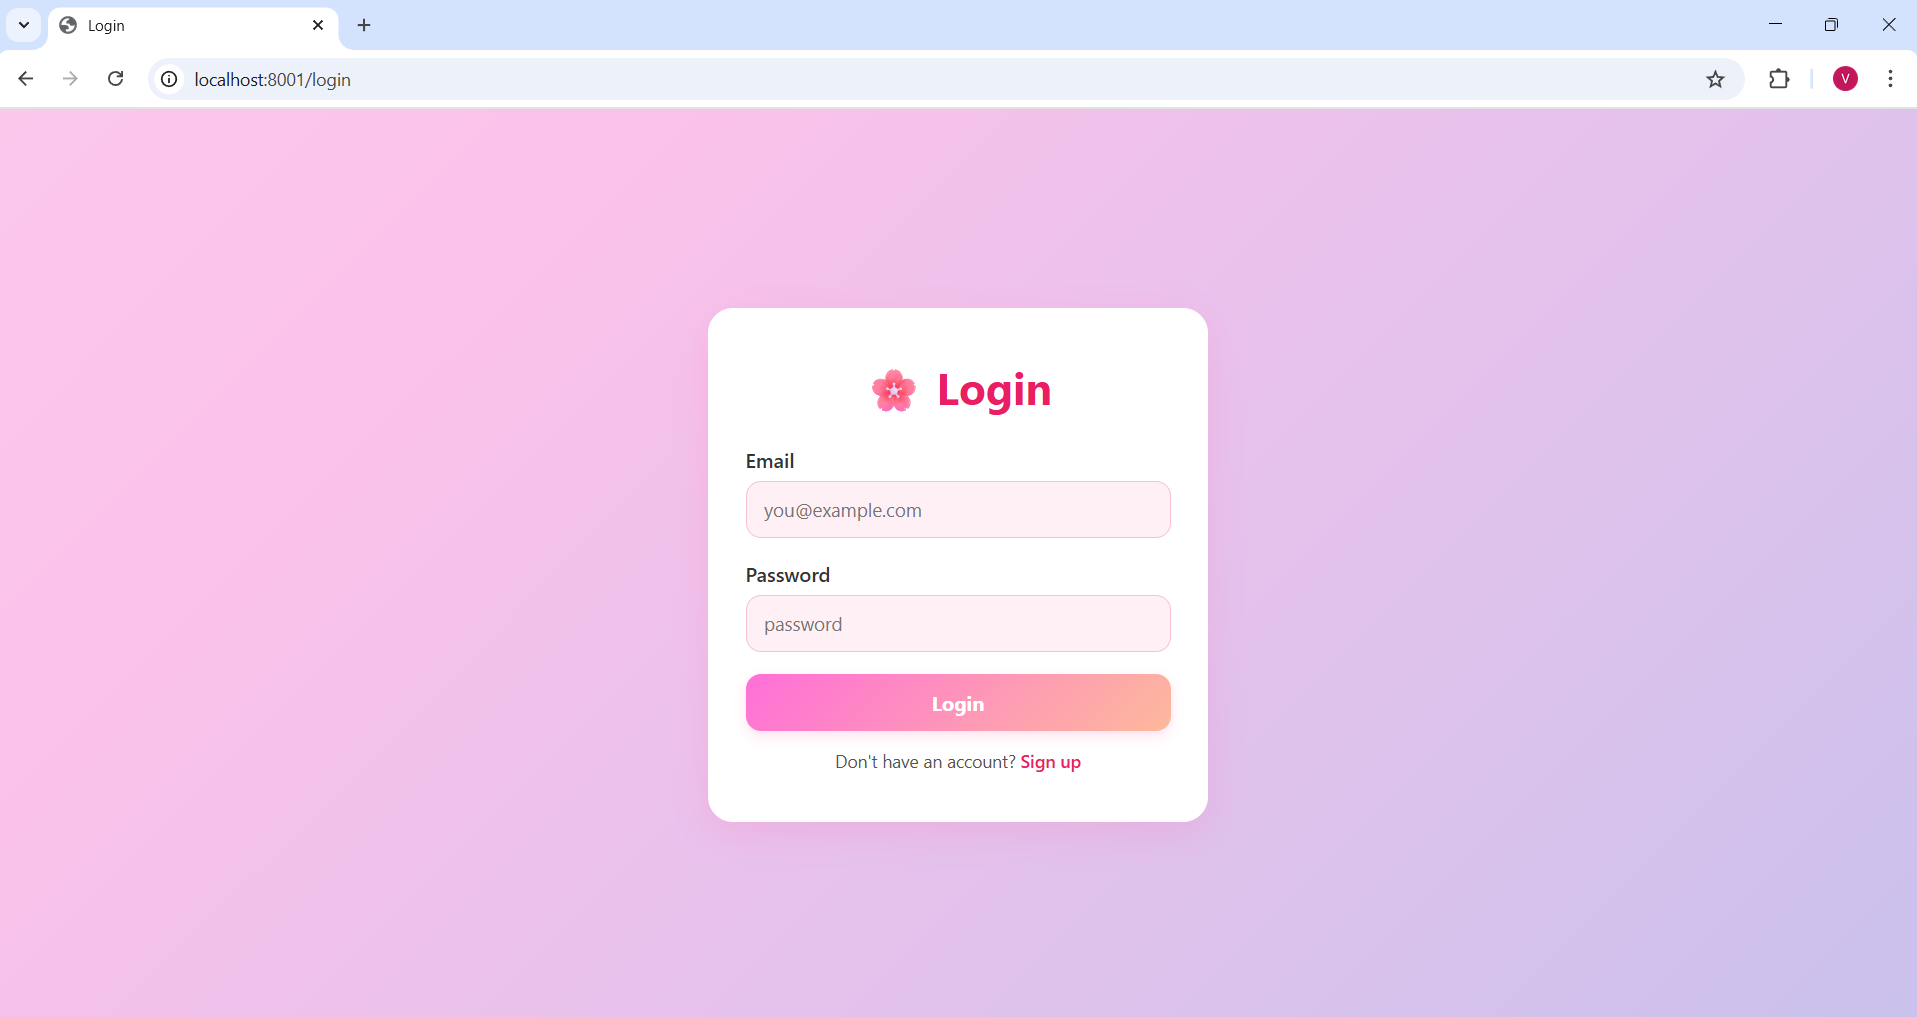 Login
localhost:8001/login
V
🌸 Login
Email
you@example.com
Password
password
Login
Don't have an account? Sign up